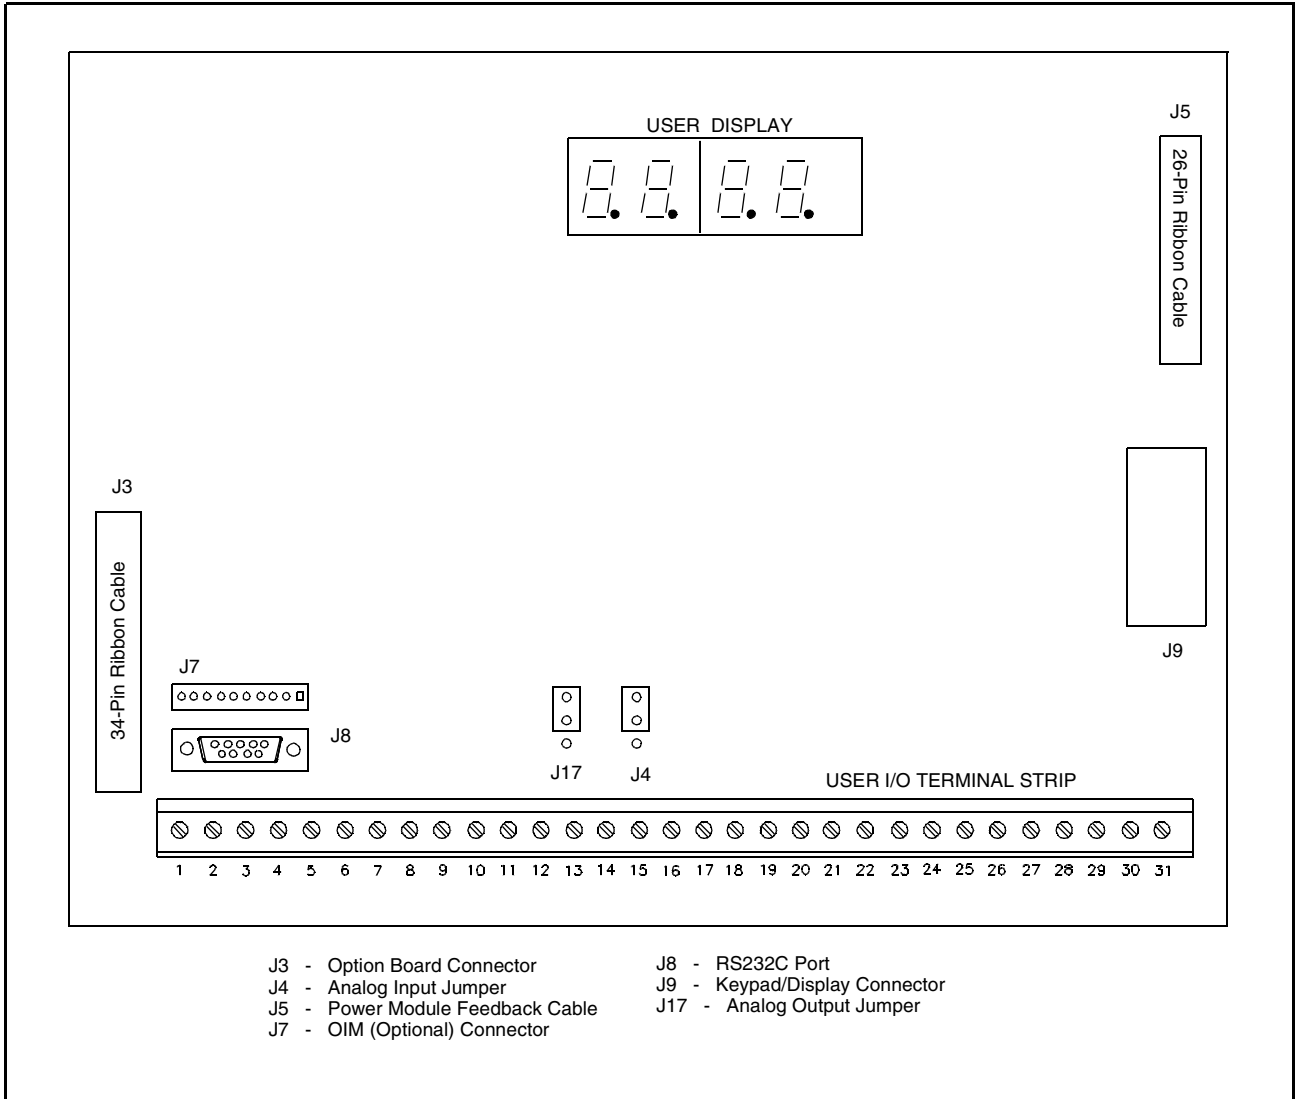 J5
USER DISPLAY
26-Pin Ribbon Cable
8.8.8.8.
J3
34-Pin Ribbon Cable
J9
J7
J8
J17
J4
USER I/O TERMINAL STRIP
1 2 3 4 5 6 7 8 9 10 11 12 13 14 15 16 17 18 19 20 21 22 23 24 25 26 27 28 29 30 31
J3 - Option Board Connector
J4 - Analog Input Jumper
J5 - Power Module Feedback Cable
J7 - OIM (Optional) Connector
J8 - RS232C Port
J9 - Keypad/Display Connector
J17 - Analog Output Jumper